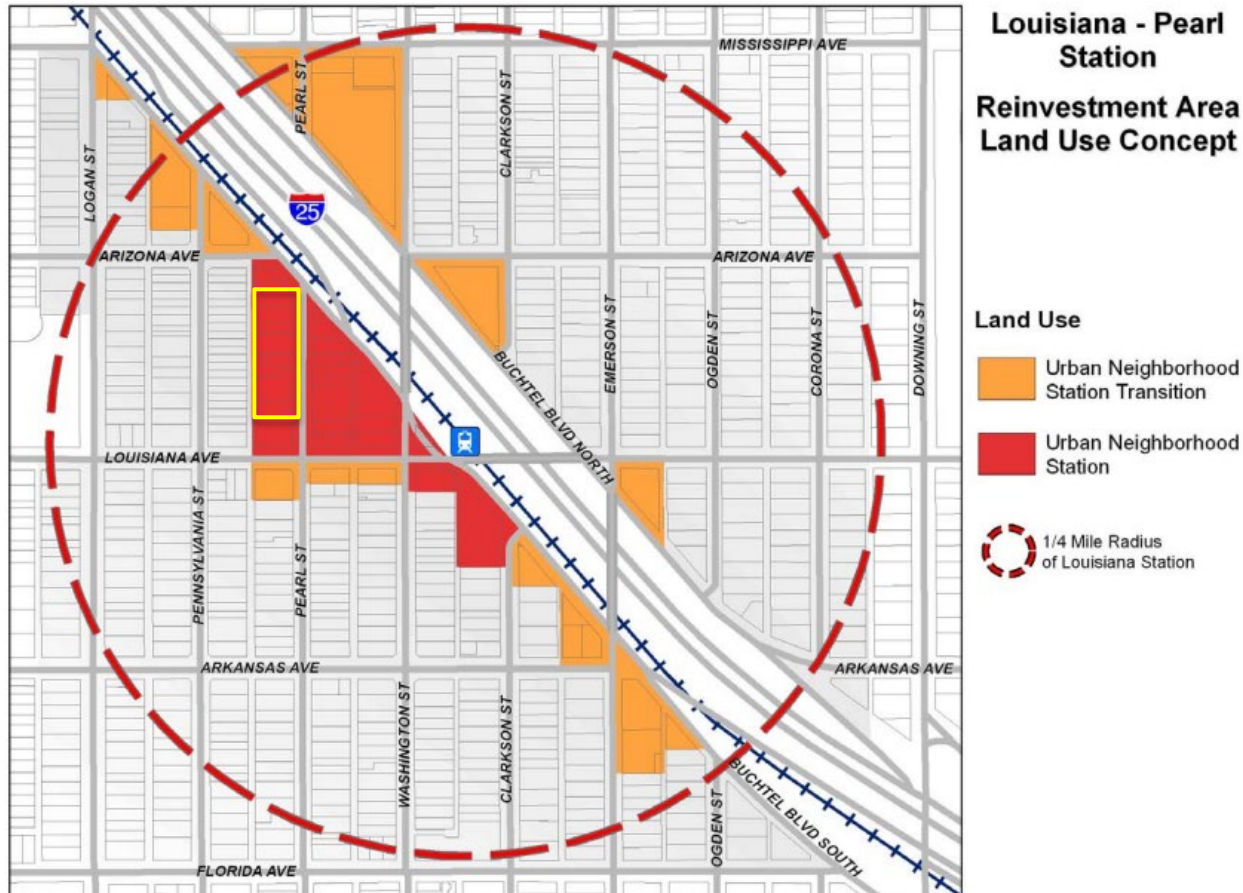 Louisiana - Pearl
Station
Reinvestment Area
Land Use Concept
MISSISSIPPI AVE
PEARL ST
CLARKSON ST
LOGAN ST
25
ARIZONA AVE
ARIZONA AVE
EMERSON ST
OGDEN ST
CORONA ST
DOWNING ST
BUCHTEL BLVD NORTH
LOUISIANA AVE
PENNSYLVANIA ST
PEARL ST
ARKANSAS AVE
ARKANSAS AVE
WASHINGTON ST
CLARKSON ST
OGDEN ST
BUCHTEL BLVD SOUTH
FLORIDA AVE
Land Use
Urban Neighborhood
Station Transition
Urban Neighborhood
Station
1/4 Mile Radius
of Louisiana Station